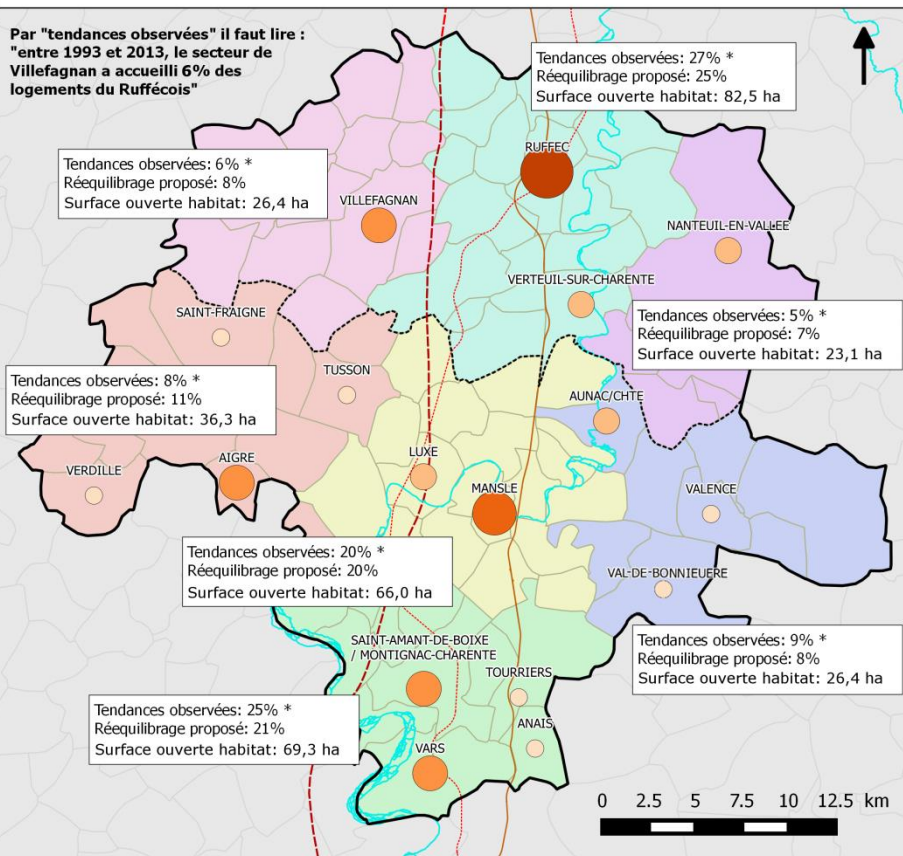 Par "tendances observées" il faut lire :
"entre 1993 et 2013, le secteur de
Villefagnan a accueilli 6% des
logements du Ruffécois"
Tendances observées: 27% *
Réequilibrage proposé: 25%
Surface ouverte habitat: 82,5 ha
RUFFEC
Tendances observées: 6% *
Réequilibrage proposé: 8%
Surface ouverte habitat: 26,4 ha
VILLEFAGNAN
NANTEUIL-EN-VALLEE
VERTEUIL-SUR-CHARENTE
SAINT-FRAIGNE
Tendances observées: 5% *
Réequilibrage proposé: 7%
Surface ouverte habitat: 23,1 ha
TUSSON
Tendances observées: 8% *
Réequilibrage proposé: 11%
Surface ouverte habitat: 36,3 ha
AUNAC/CHTE
VERDILLE
AIGRE
LUXE
MANSLE
VALENCE
Tendances observées: 20% *
Réequilibrage proposé: 20%
Surface ouverte habitat: 66,0 ha
VAL-DE-BONNIEUERE
SAINT-AMANT-DE-BOIXE
/ MONTIGNAC-CHARENTE
Tendances observées: 9% *
Réequilibrage proposé: 8%
Surface ouverte habitat: 26,4 ha
TOURRIERS
Tendances observées: 25% *
Réequilibrage proposé: 21%
Surface ouverte habitat: 69,3 ha
ANAIS
VARS
0 2.5 5 7.5 10 12.5 km